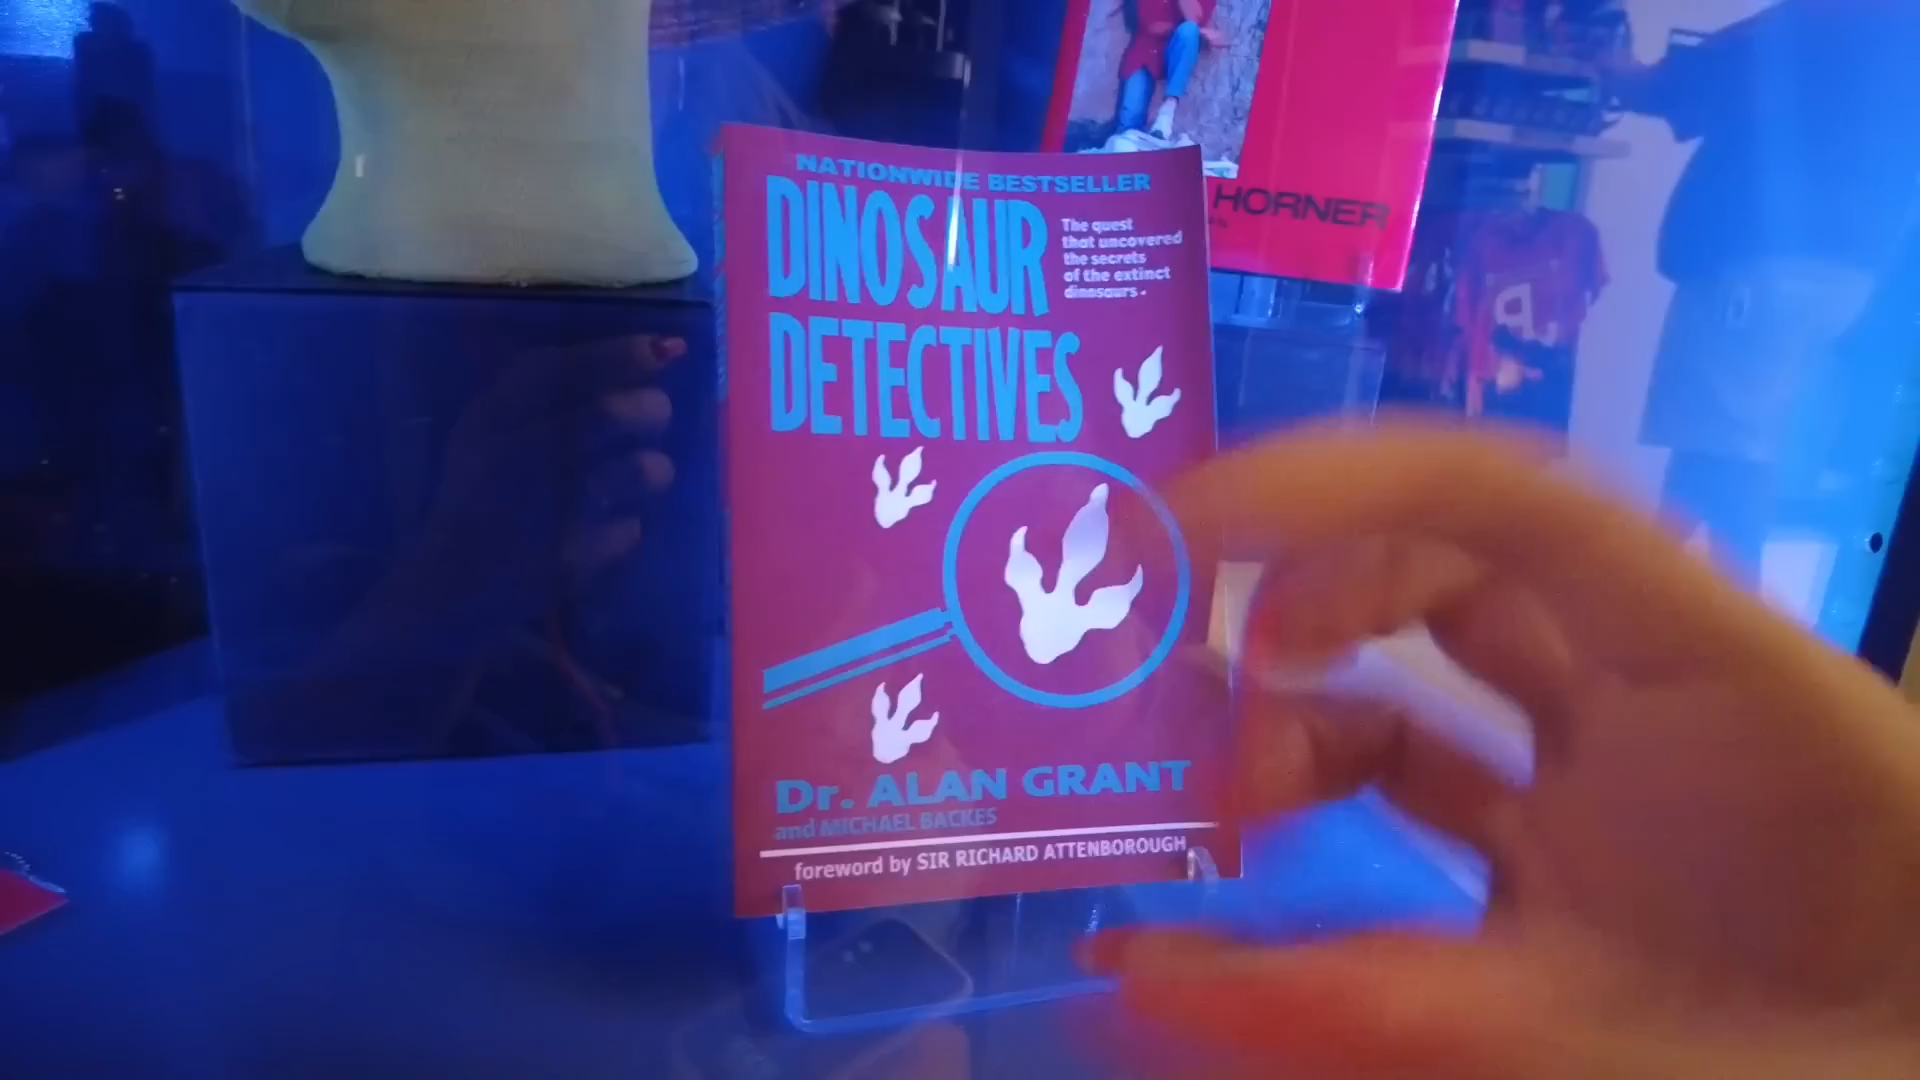 NATIONWIDE BESTSELLER
DINOSAUR
DETECTIVES
The quest
that uncovered
the secrets
of the extinct
dinosaurs.
Dr. ALAN GRANT
and MICHAEL BACKES
foreword by SIR RICHARD ATTENBOROUGH
HORNER